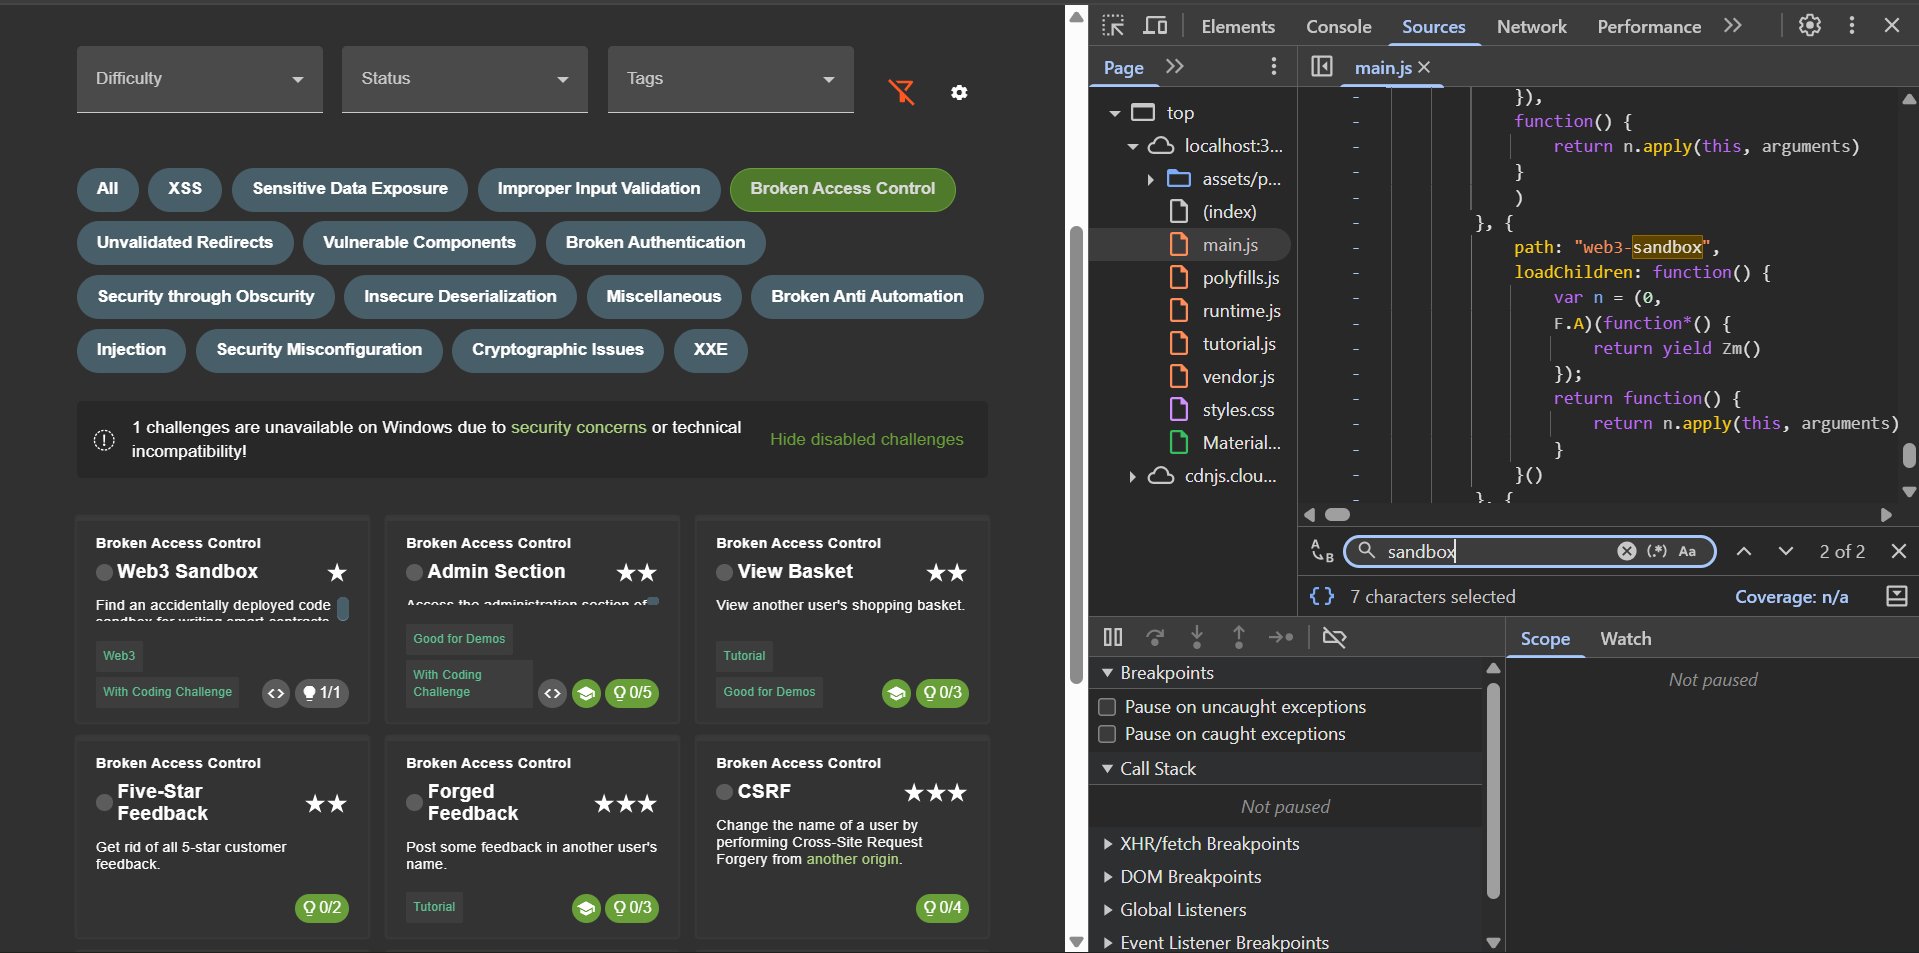 Difficulty
Status
Tags
All
XSS
Sensitive Data Exposure
Improper Input Validation
Broken Access Control
Unvalidated Redirects
Vulnerable Components
Broken Authentication
Security through Obscurity
Insecure Deserialization
Miscellaneous
Broken Anti Automation
Injection
Security Misconfiguration
Cryptographic Issues
XXE
1 challenges are unavailable on Windows due to security concerns or technical
incompatibility!
Hide disabled challenges
Broken Access Control
Web3 Sandbox
Find an accidentally deployed code
sandbox for writing smart contracts
Web3
With Coding Challenge
<> 1/1
Broken Access Control
Admin Section
Access the administration section of
Good for Demos
With Coding
Challenge
<> 0/5
Broken Access Control
View Basket
View another user's shopping basket.
Tutorial
Good for Demos
0/3
Broken Access Control
Five-Star
Feedback
Get rid of all 5-star customer
feedback.
0/2
Broken Access Control
Forged
Feedback
Post some feedback in another user's
name.
Tutorial
0/3
Broken Access Control
CSRF
Change the name of a user by
performing Cross-Site Request
Forgery from another origin.
0/4
Elements
Console
Sources
Network
Performance
Page
top
localhost:3...
assets/p...
(index)
main.js
polyfills.js
runtime.js
tutorial.js
vendor.js
styles.css
Material...
cdnjs.clou...
main.js
}),
function() {
return n.apply(this, arguments)
}
)
}, {
path: "web3-sandbox",
loadChildren: function() {
var n = (0,
F.A)(function*() {
return yield Zm()
});
return function() {
return n.apply(this, arguments)
}
}()
}, {
A B
sandbox
(.*) Aa
2 of 2
{} 7 characters selected
Coverage: n/a
Breakpoints
Pause on uncaught exceptions
Pause on caught exceptions
Call Stack
Not paused
XHR/fetch Breakpoints
DOM Breakpoints
Global Listeners
Event Listener Breakpoints
Scope
Watch
Not paused